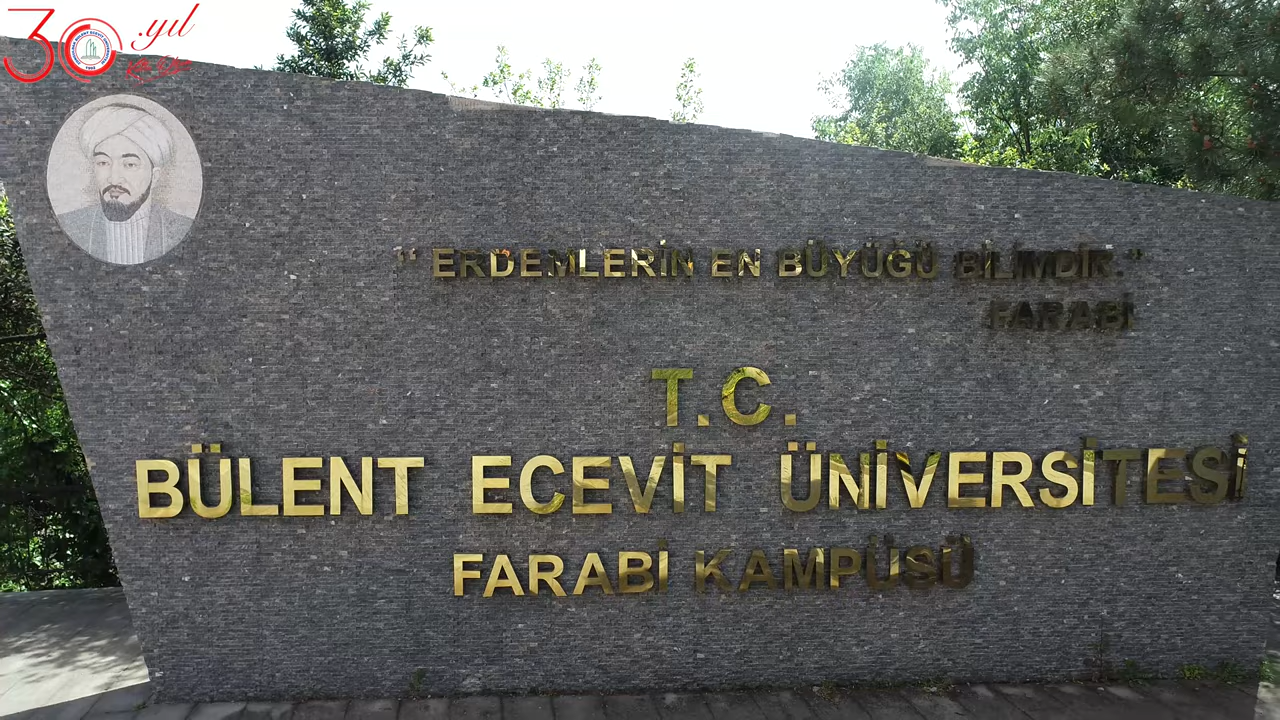 30.yıl
"ERDEMLERİN EN BÜYÜĞÜ BİLİMDİR."
FARABİ
T.C.
BÜLENT ECEVİT ÜNİVERSİTESİ
FARABİ KAMPÜSÜ